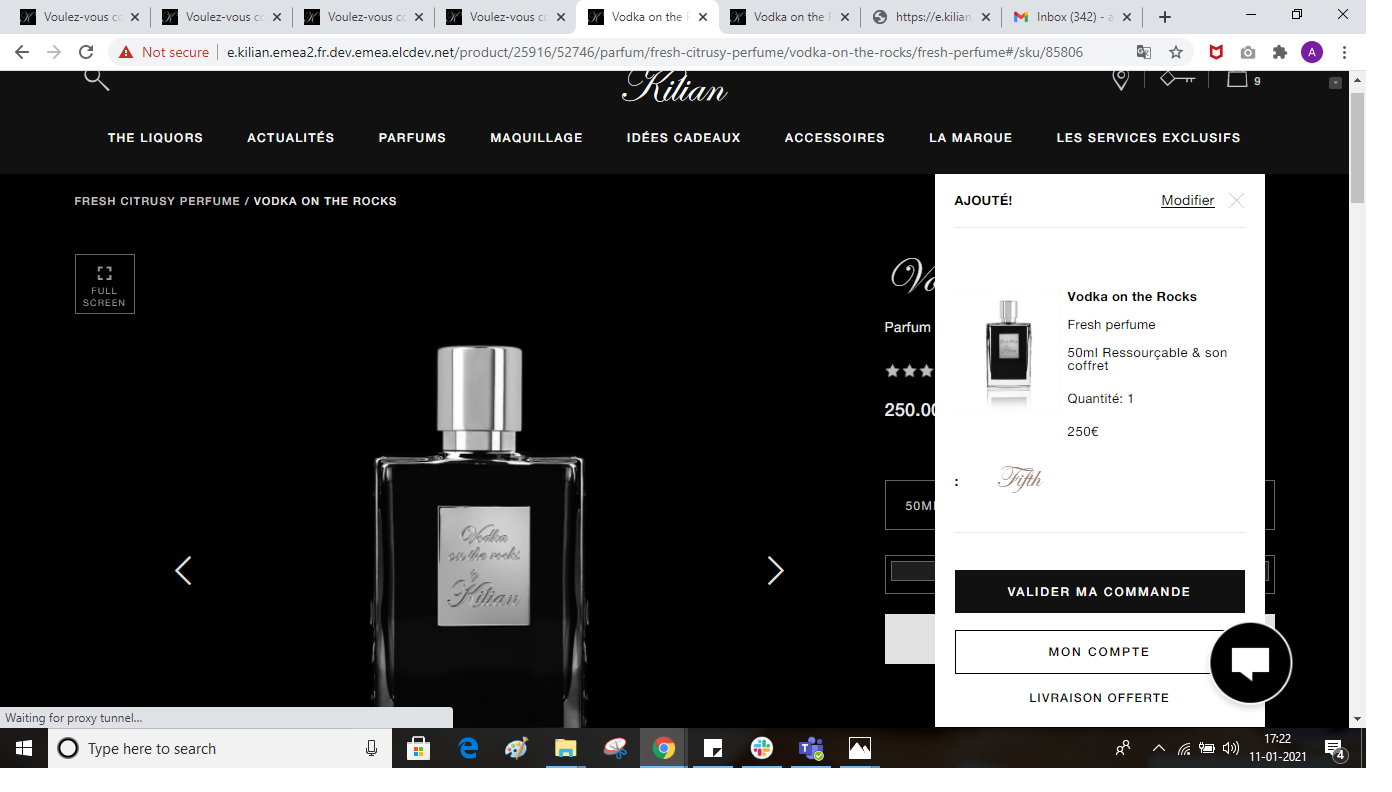 Voulez-vous co
Voulez-vous co
Voulez-vous co
Voulez-vous co
Vodka on the R
Vodka on the R
https://e.kilian.
Inbox (342) - a
Not secure
e.kilian.emea2.fr.dev.emea.elcdev.net/product/25916/52746/parfum/fresh-citrusy-perfume/vodka-on-the-rocks/fresh-perfume#/sku/85806
A
Kilian
9
THE LIQUORS
ACTUALITÉS
PARFUMS
MAQUILLAGE
IDÉES CADEAUX
ACCESSOIRES
LA MARQUE
LES SERVICES EXCLUSIFS
FRESH CITRUSY PERFUME / VODKA ON THE ROCKS
FULL
SCREEN
Vodka
on the rocks
by
Kilian
Vo
Parfum
250.00
50M
AJOUTÉ!
Modifier
Vodka on the Rocks
Fresh perfume
50ml Ressourçable & son
coffret
Quantité: 1
250€
: Fifth
VALIDER MA COMMANDE
MON COMPTE
LIVRAISON OFFERTE
Waiting for proxy tunnel...
Type here to search
17:22
11-01-2021
4